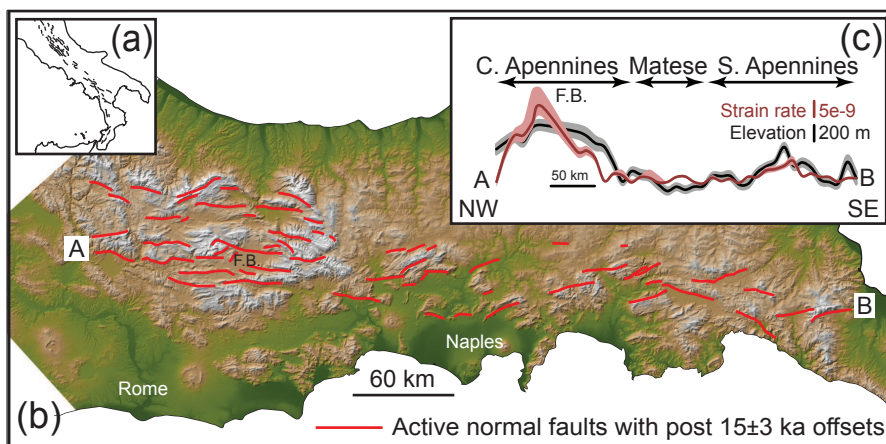 (a)
(c)
C. Apennines Matese S. Apennines
F.B.
Strain rate 5e-9
Elevation 200 m
A
50 km
B
NW
SE
A
F.B.
B
Naples
Rome
60 km
(b)
Active normal faults with post 15±3 ka offsets